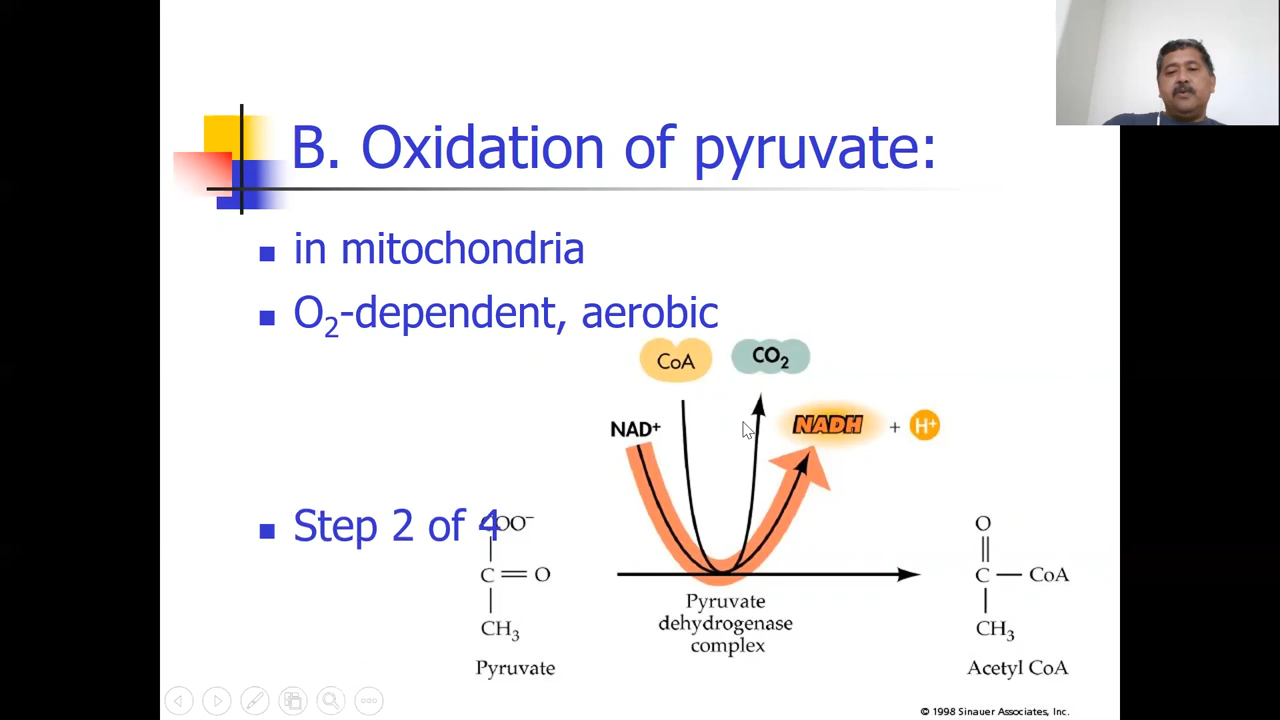 B. Oxidation of pyruvate:
in mitochondria
O₂-dependent, aerobic
CoA
CO₂
NAD⁺
NADH + H⁺
Step 2 of 4
COO⁻
C = O
CH₃
Pyruvate
Pyruvate
dehydrogenase
complex
O
C — CoA
CH₃
Acetyl CoA
© 1998 Sinauer Associates, Inc.